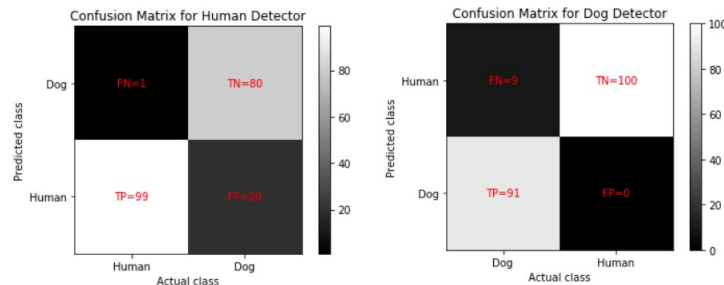 Confusion Matrix for Human Detector
Dog
FN=1
TN=80
Human
TP=99
FP=20
Human
Dog
Actual class
Predicted class
80
60
40
20
Confusion Matrix for Dog Detector
Human
FN=9
TN=100
Dog
TP=91
FP=0
Dog
Human
Actual class
Predicted class
100
80
60
40
20
0